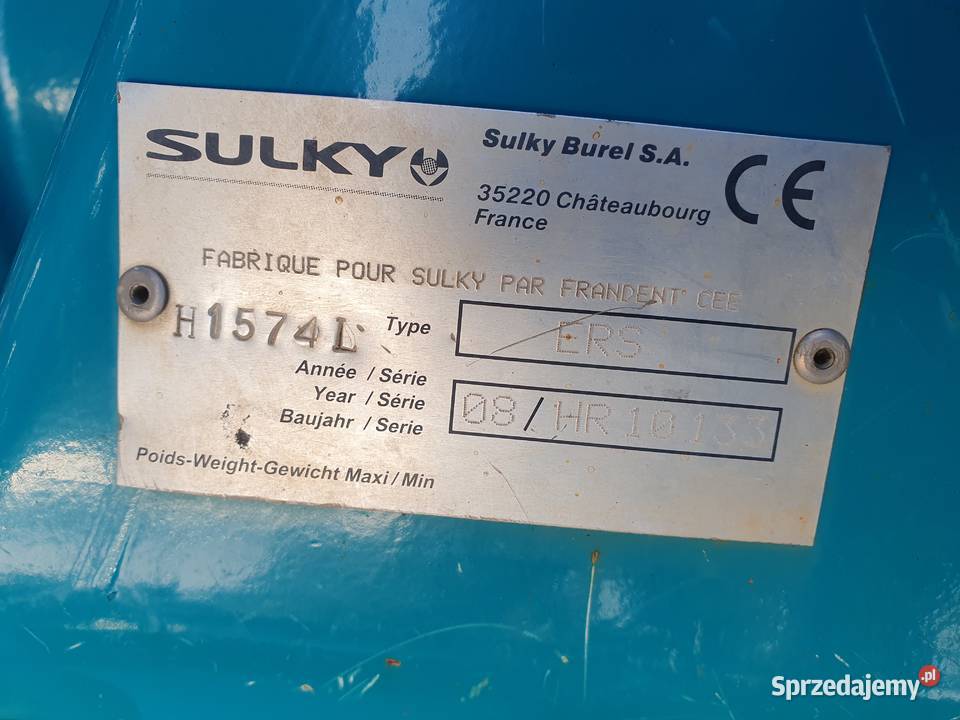 SULKY
Sulky Burel S.A.
35220 Châteaubourg
France
CE
FABRIQUE POUR SULKY PAR FRANDENT CEE
H1574L
Type ERS
Année / Série
Year / Série
Baujahr / Serie
08/HR10133
Poids-Weight-Gewicht Maxi/Min
Sprzedajemy.pl